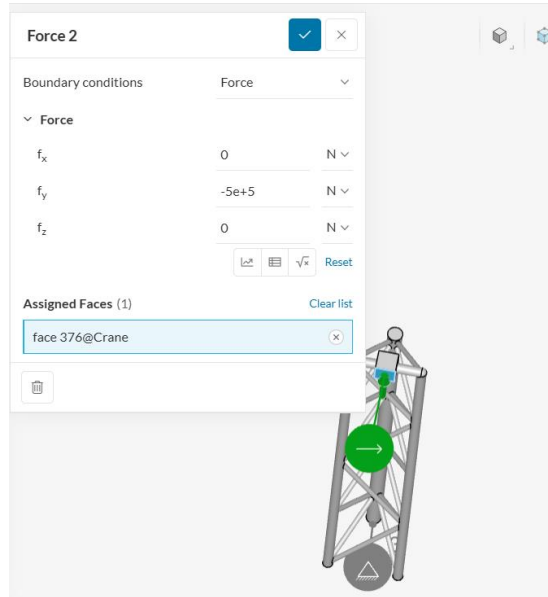 Force 2
Boundary conditions Force
Force
fx 0 N
fy -5e+5 N
fz 0 N
Reset
Assigned Faces (1) Clear list
face 376@Crane